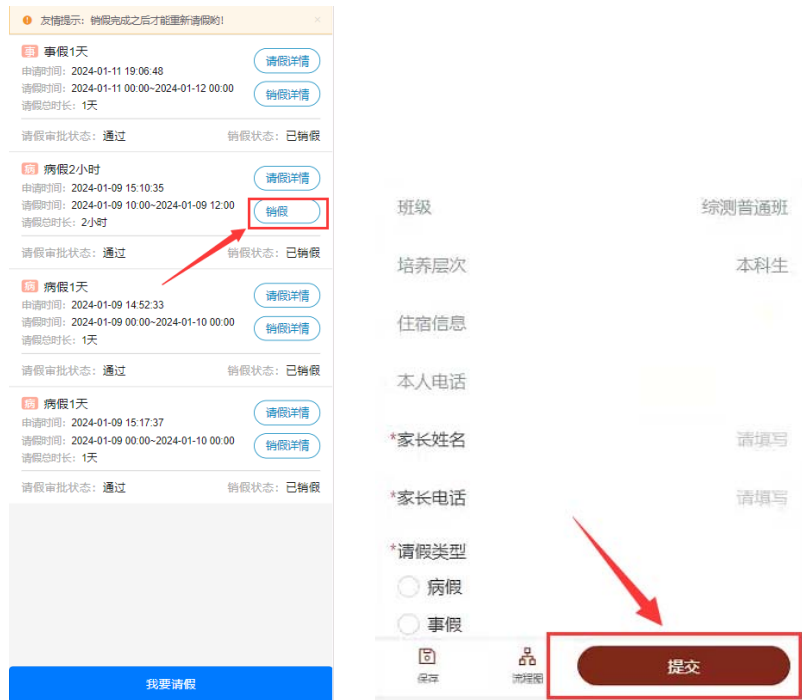 友情提示：销假完成之后才能重新请假哟!
事 事假1天
请假详情
申请时间：2024-01-11 19:06:48
请假时间：2024-01-11 00:00~2024-01-12 00:00
销假详情
请假总时长：1天
请假审批状态：通过 销假状态：已销假
病 病假2小时
请假详情
申请时间：2024-01-09 15:10:35
请假时间：2024-01-09 10:00~2024-01-09 12:00
销假
请假总时长：2小时
请假审批状态：通过 销假状态：已销假
病 病假1天
请假详情
申请时间：2024-01-09 14:52:33
请假时间：2024-01-09 00:00~2024-01-10 00:00
销假详情
请假总时长：1天
请假审批状态：通过 销假状态：已销假
病 病假1天
请假详情
申请时间：2024-01-09 15:17:37
请假时间：2024-01-09 00:00~2024-01-10 00:00
销假详情
请假总时长：1天
请假审批状态：通过 销假状态：已销假
我要请假
班级 综测普通班
培养层次 本科生
住宿信息
本人电话
*家长姓名 请填写
*家长电话 请填写
*请假类型
病假
事假
保存 流程图 提交